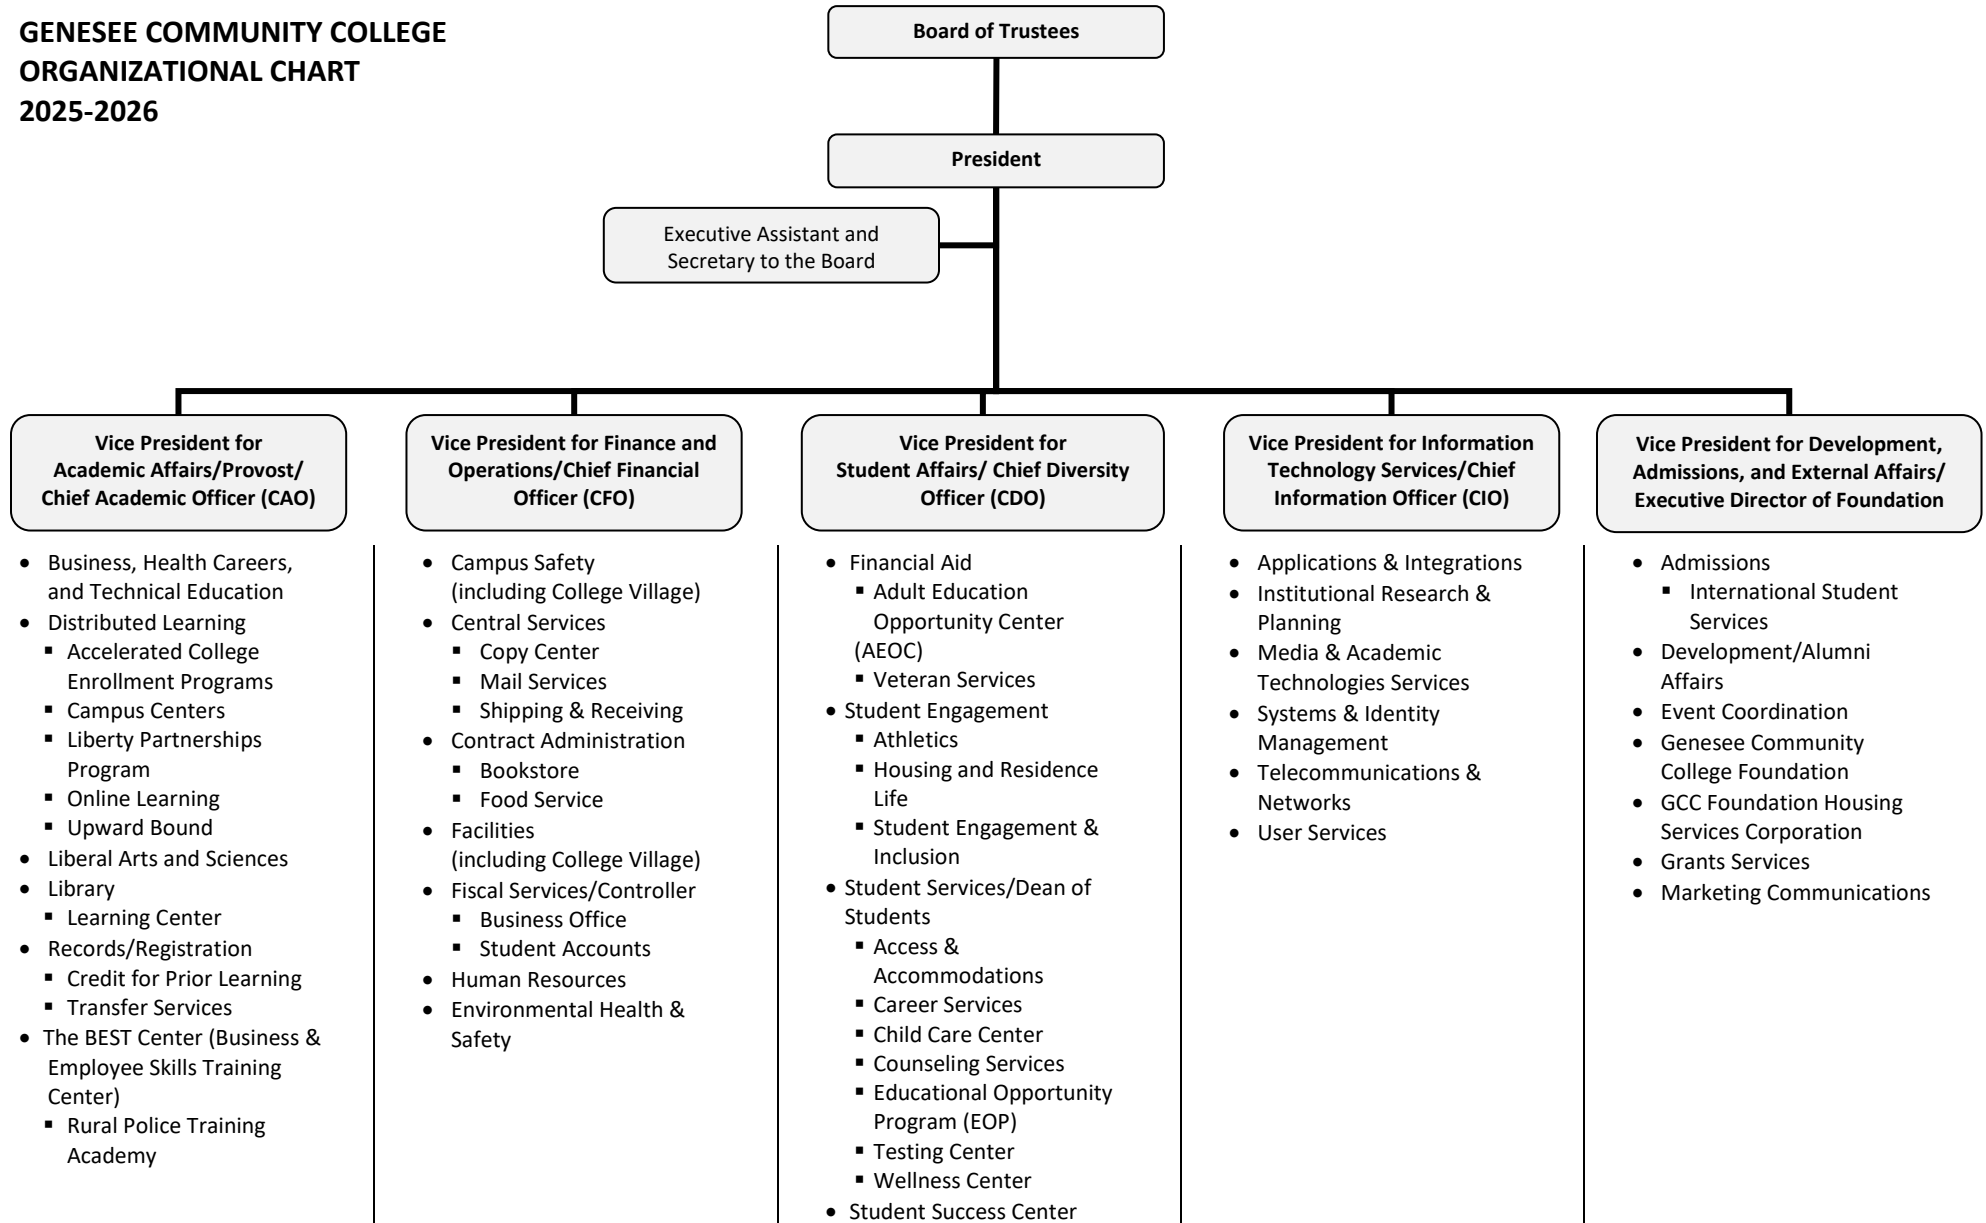 GENESEE COMMUNITY COLLEGE
ORGANIZATIONAL CHART
2025-2026
Board of Trustees
President
Executive Assistant and
Secretary to the Board
Vice President for
Academic Affairs/Provost/
Chief Academic Officer (CAO)
• Business, Health Careers,
and Technical Education
• Distributed Learning
▪ Accelerated College
Enrollment Programs
▪ Campus Centers
▪ Liberty Partnerships
Program
▪ Online Learning
▪ Upward Bound
• Liberal Arts and Sciences
• Library
▪ Learning Center
• Records/Registration
▪ Credit for Prior Learning
▪ Transfer Services
• The BEST Center (Business &
Employee Skills Training
Center)
▪ Rural Police Training
Academy
Vice President for Finance and
Operations/Chief Financial
Officer (CFO)
• Campus Safety
(including College Village)
• Central Services
▪ Copy Center
▪ Mail Services
▪ Shipping & Receiving
• Contract Administration
▪ Bookstore
▪ Food Service
• Facilities
(including College Village)
• Fiscal Services/Controller
▪ Business Office
▪ Student Accounts
• Human Resources
• Environmental Health &
Safety
Vice President for
Student Affairs/ Chief Diversity
Officer (CDO)
• Financial Aid
▪ Adult Education
Opportunity Center
(AEOC)
▪ Veteran Services
• Student Engagement
▪ Athletics
▪ Housing and Residence
Life
▪ Student Engagement &
Inclusion
• Student Services/Dean of
Students
▪ Access &
Accommodations
▪ Career Services
▪ Child Care Center
▪ Counseling Services
▪ Educational Opportunity
Program (EOP)
▪ Testing Center
▪ Wellness Center
• Student Success Center
Vice President for Information
Technology Services/Chief
Information Officer (CIO)
• Applications & Integrations
• Institutional Research &
Planning
• Media & Academic
Technologies Services
• Systems & Identity
Management
• Telecommunications &
Networks
• User Services
Vice President for Development,
Admissions, and External Affairs/
Executive Director of Foundation
• Admissions
▪ International Student
Services
• Development/Alumni
Affairs
• Event Coordination
• Genesee Community
College Foundation
• GCC Foundation Housing
Services Corporation
• Grants Services
• Marketing Communications